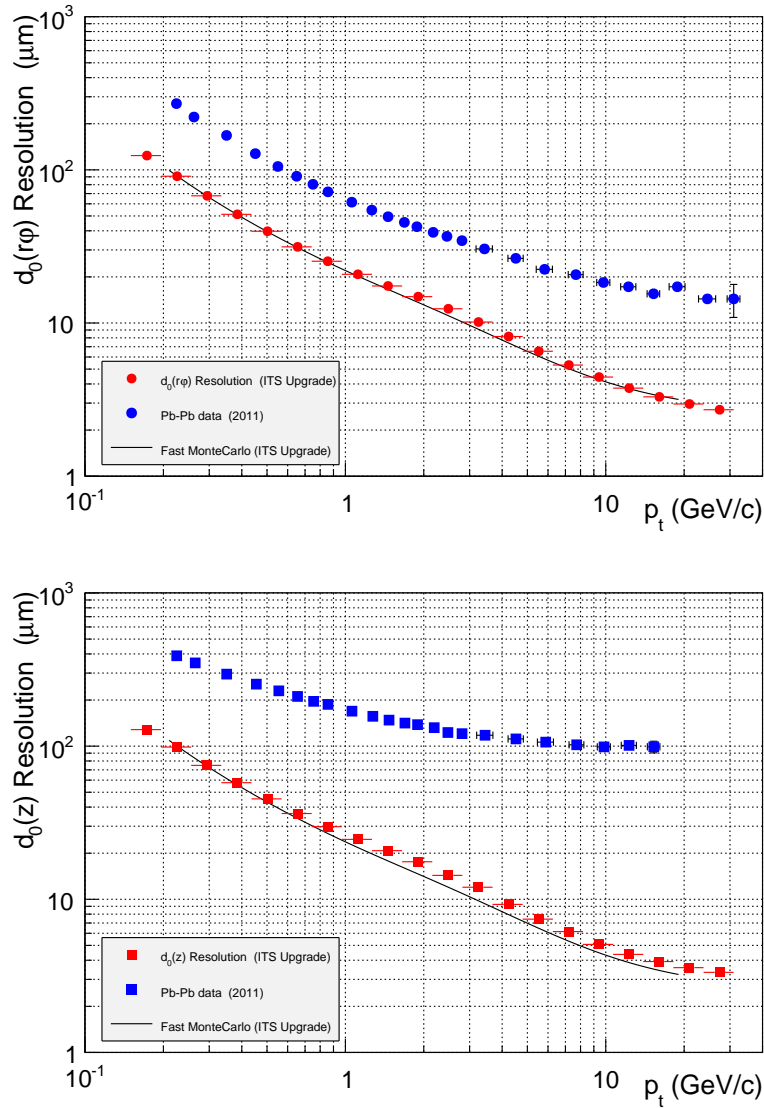 d₀(rφ) Resolution (μm)
10³
10²
10
1
10⁻¹
1
10
p_t (GeV/c)
d₀(rφ) Resolution (ITS Upgrade)
Pb-Pb data (2011)
Fast MonteCarlo (ITS Upgrade)
d₀(z) Resolution (μm)
10³
10²
10
1
10⁻¹
1
10
p_t (GeV/c)
d₀(z) Resolution (ITS Upgrade)
Pb-Pb data (2011)
Fast MonteCarlo (ITS Upgrade)